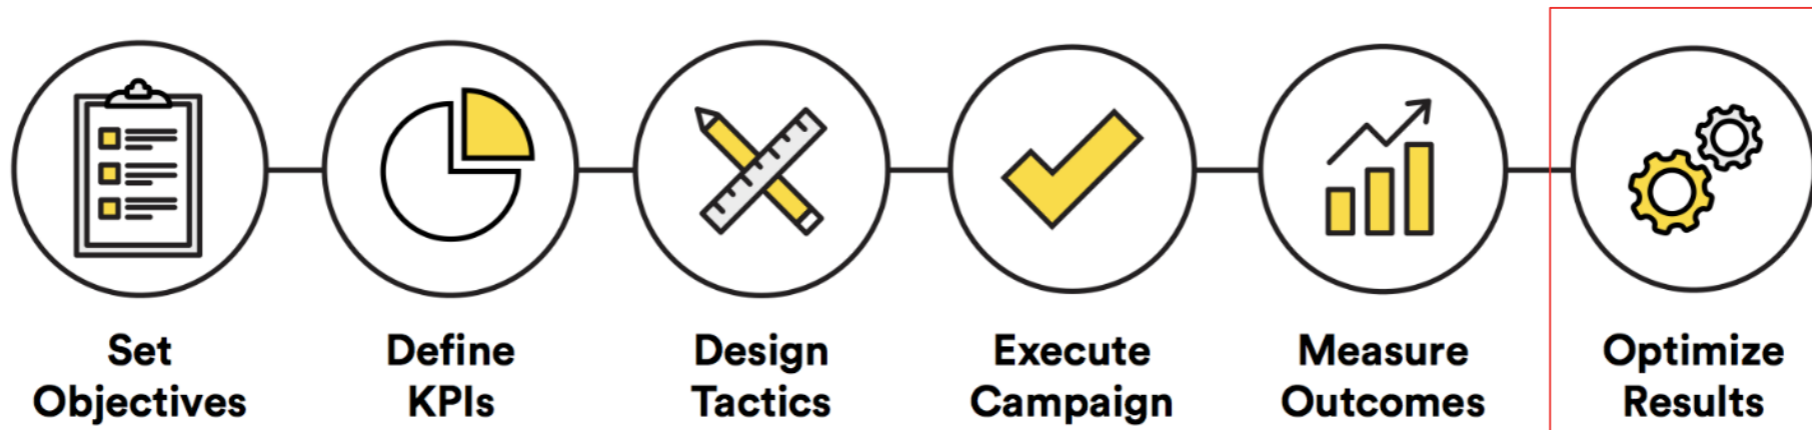 Set
Objectives
Define
KPIs
Design
Tactics
Execute
Campaign
Measure
Outcomes
Optimize
Results